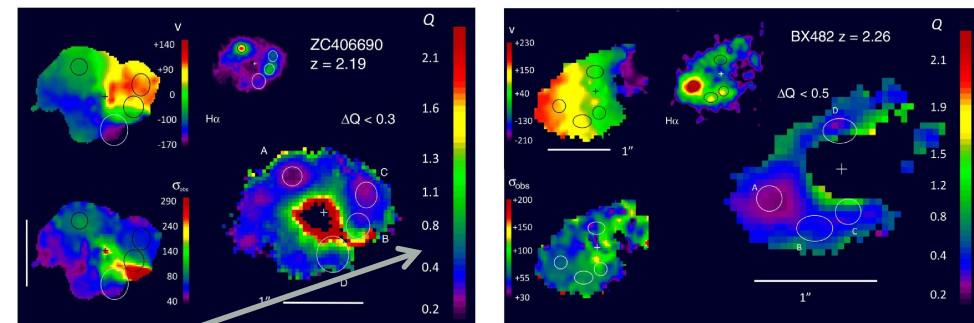 v
+140
+90
0
-100
-170
Hα
ZC406690
z = 2.19
ΔQ < 0.3
Q
2.1
1.6
1.3
1.1
0.8
0.4
0.2
σobs
290
240
140
80
40
A
C
B
D
1"
v
+230
+150
+40
-130
-210
1"
Hα
BX482 z = 2.26
ΔQ < 0.5
Q
2.6
1.9
1.5
1.2
0.8
0.4
0.2
σobs
+200
+150
+100
+55
+30
D
A
B
C
1"